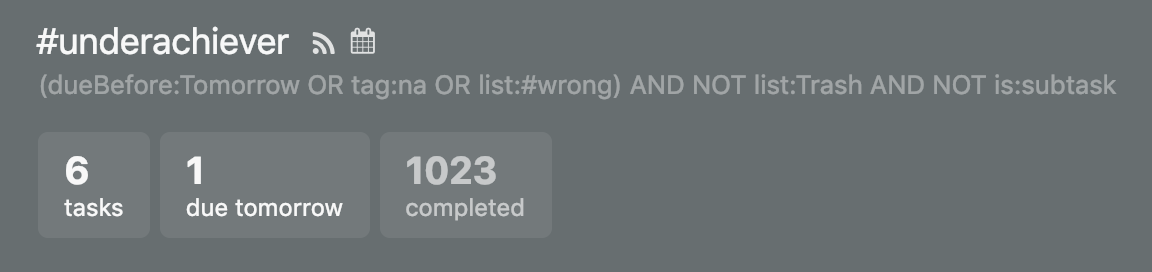 #underachiever
(dueBefore:Tomorrow OR tag:na OR list:#wrong) AND NOT list:Trash AND NOT is:subtask
6
tasks
1
due tomorrow
1023
completed